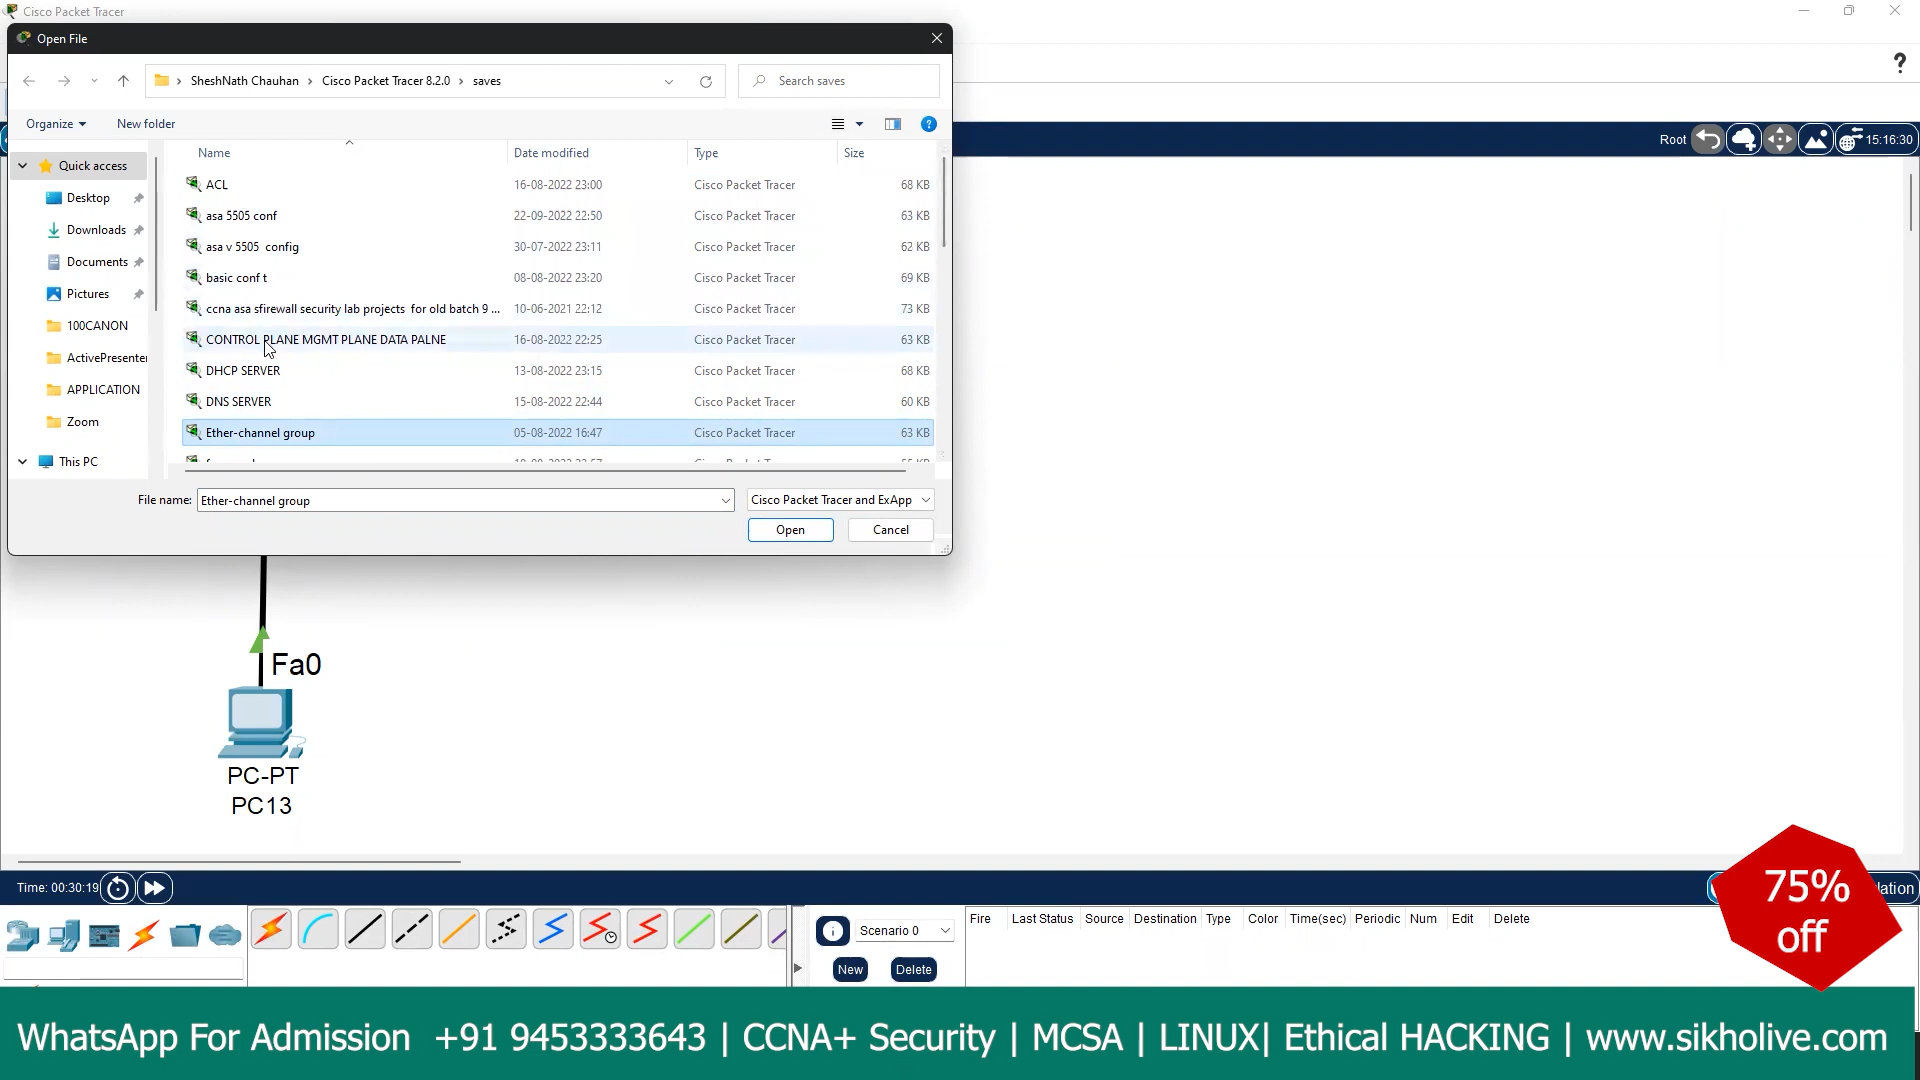 Cisco Packet Tracer
Open File
SheshNath Chauhan > Cisco Packet Tracer 8.2.0 > saves
Search saves
?
Organize
New folder
?
Root
15:16:30
Name Date modified Type Size
Quick access
Desktop
Downloads
Documents
Pictures
100CANON
ActivePresenter
APPLICATION
Zoom
This PC
ACL 16-08-2022 23:00 Cisco Packet Tracer 68 KB
asa 5505 conf 22-09-2022 22:50 Cisco Packet Tracer 63 KB
asa v 5505 config 30-07-2022 23:11 Cisco Packet Tracer 62 KB
basic conf t 08-08-2022 23:20 Cisco Packet Tracer 69 KB
ccna asa sfirewall security lab projects for old batch 9 ... 10-06-2021 22:12 Cisco Packet Tracer 73 KB
CONTROL PLANE MGMT PLANE DATA PALNE 16-08-2022 22:25 Cisco Packet Tracer 63 KB
DHCP SERVER 13-08-2022 23:15 Cisco Packet Tracer 68 KB
DNS SERVER 15-08-2022 22:44 Cisco Packet Tracer 60 KB
Ether-channel group 05-08-2022 16:47 Cisco Packet Tracer 63 KB
File name: Ether-channel group
Cisco Packet Tracer and ExApp
Open
Cancel
Fa0
PC-PT
PC13
Time: 00:30:19
lation
Scenario 0
New
Delete
Fire Last Status Source Destination Type Color Time(sec) Periodic Num Edit Delete
75%
off
WhatsApp For Admission +91 9453333643 | CCNA+ Security | MCSA | LINUX| Ethical HACKING | www.sikholive.com